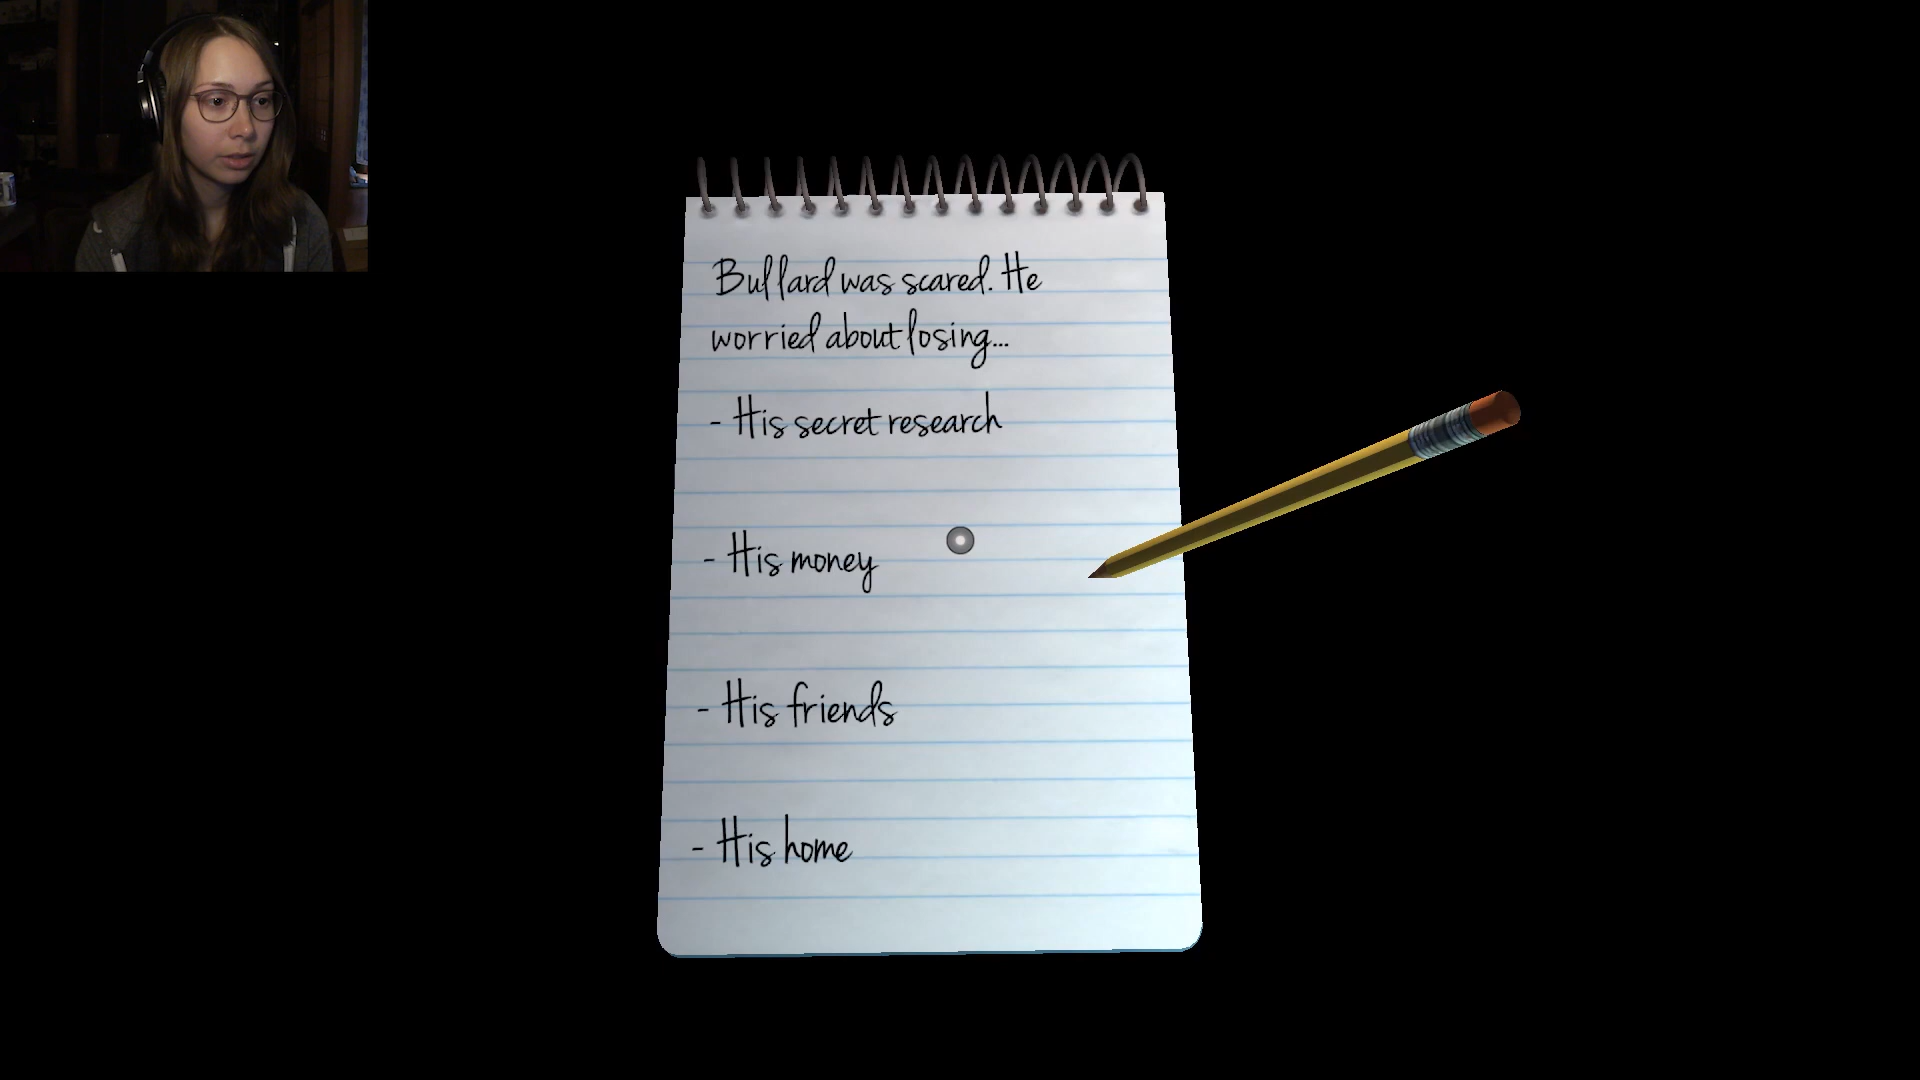 Bullard was scared. He
worried about losing...
- His secret research
- His money
- His friends
- His home